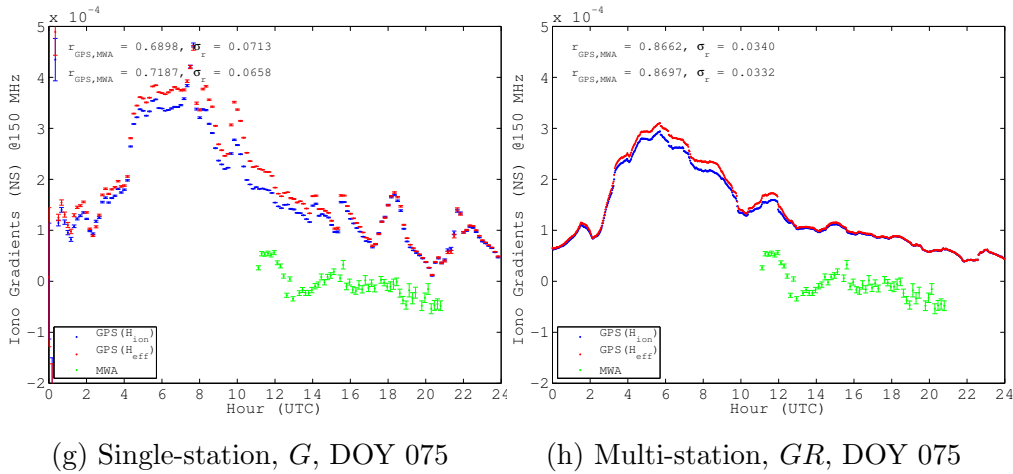 x 10⁻⁴
r_GPS,MWA = 0.6898, σ_r = 0.0713
r_GPS,MWA = 0.7187, σ_r = 0.0658
Iono Gradients (NS) @150 MHz
5
4
3
2
1
0
−1
−2
GPS(H_ion)
GPS(H_eff)
MWA
0 2 4 6 8 10 12 14 16 18 20 22 24
Hour (UTC)
(g) Single-station, G, DOY 075
x 10⁻⁴
r_GPS,MWA = 0.8662, σ_r = 0.0340
r_GPS,MWA = 0.8697, σ_r = 0.0332
Iono Gradients (NS) @150 MHz
5
4
3
2
1
0
−1
−2
GPS(H_ion)
GPS(H_eff)
MWA
0 2 4 6 8 10 12 14 16 18 20 22 24
Hour (UTC)
(h) Multi-station, GR, DOY 075